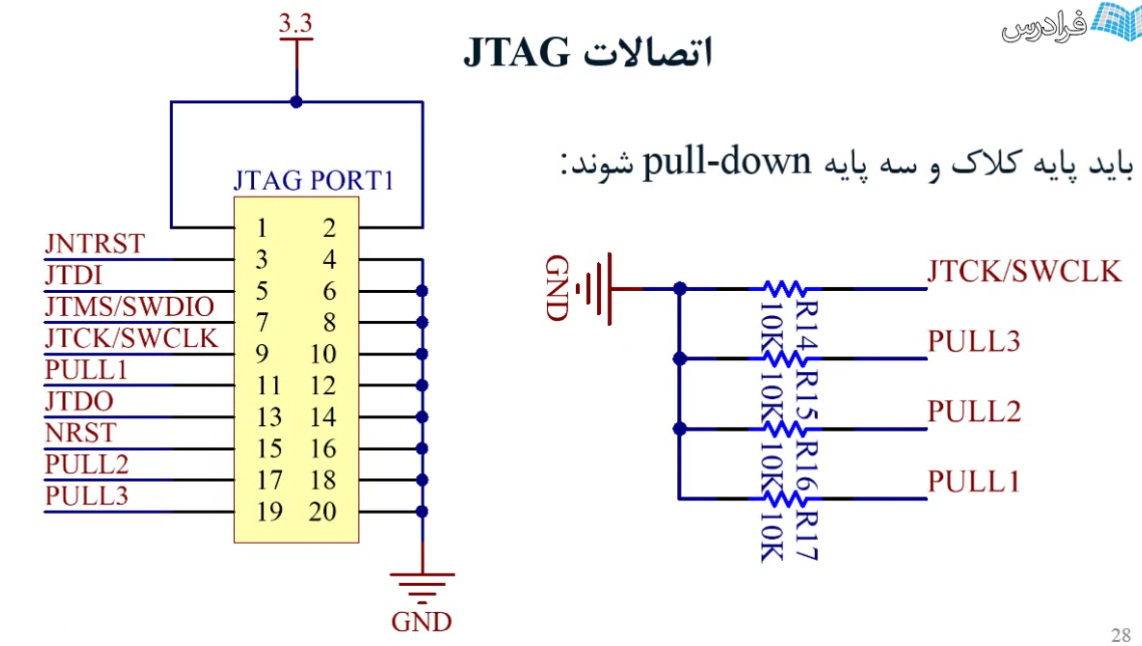 فرادرس
اتصالات JTAG
باید پایه کلاک و سه پایه pull-down شوند:
3.3
JTAG PORT1
1 2
JNTRST 3 4
JTDI 5 6
JTMS/SWDIO 7 8
JTCK/SWCLK 9 10
PULL1 11 12
JTDO 13 14
NRST 15 16
PULL2 17 18
PULL3 19 20
GND
GND
JTCK/SWCLK
R14
10K
PULL3
R15
10K
PULL2
R16
10K
PULL1
R17
10K
28